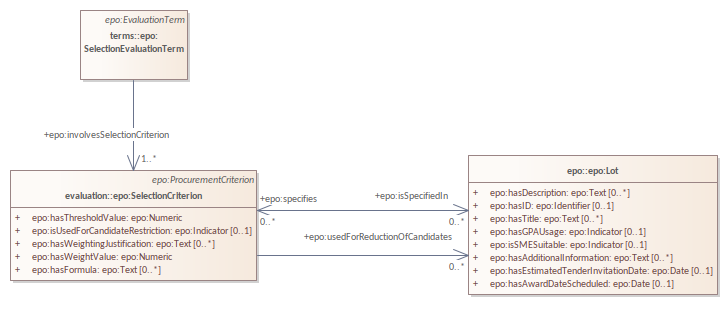 epo:EvaluationTerm
terms::epo:
SelectionEvaluationTerm
+epo:involvesSelectionCriterion
1..*
epo:ProcurementCriterion
evaluation::epo:SelectionCriterion
+ epo:hasThresholdValue: epo:Numeric
+ epo:isUsedForCandidateRestriction: epo:Indicator [0..1]
+ epo:hasWeightingJustification: epo:Text [0..*]
+ epo:hasWeightValue: epo:Numeric
+ epo:hasFormula: epo:Text [0..*]
+epo:specifies
0..*
+epo:isSpecifiedIn
0..*
+epo:usedForReductionOfCandidates
0..*
epo::epo:Lot
+ epo:hasDescription: epo:Text [0..*]
+ epo:hasID: epo:Identifier [0..1]
+ epo:hasTitle: epo:Text [0..*]
+ epo:hasGPAUsage: epo:Indicator [0..1]
+ epo:isSMESuitable: epo:Indicator [0..1]
+ epo:hasAdditionalInformation: epo:Text [0..*]
+ epo:hasEstimatedTenderInvitationDate: epo:Date [0..1]
+ epo:hasAwardDateScheduled: epo:Date [0..1]